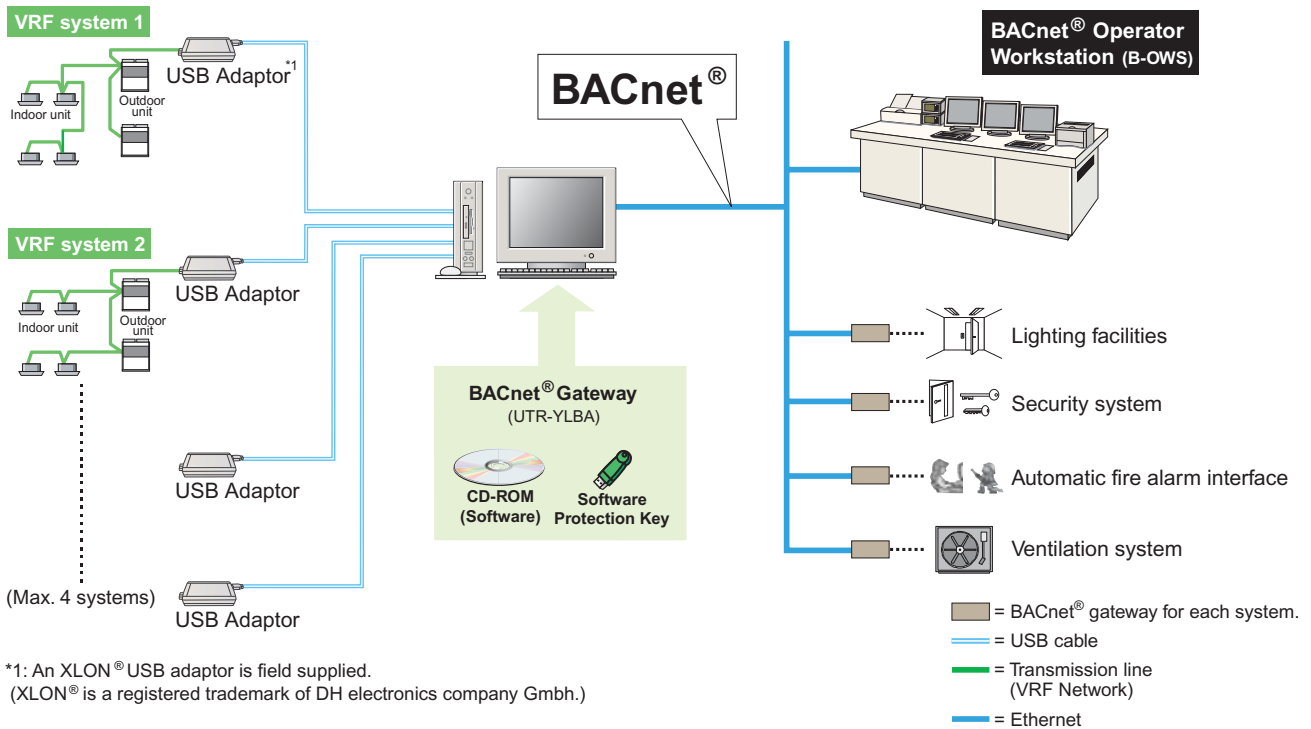 VRF system 1
USB Adaptor*1
Indoor unit
Outdoor
unit
VRF system 2
USB Adaptor
Indoor unit
Outdoor
unit
USB Adaptor
(Max. 4 systems)
USB Adaptor
*1: An XLON® USB adaptor is field supplied.
(XLON® is a registered trademark of DH electronics company Gmbh.)
BACnet®
BACnet® Gateway
(UTR-YLBA)
CD-ROM
(Software)
Software
Protection Key
BACnet® Operator
Workstation (B-OWS)
Lighting facilities
Security system
Automatic fire alarm interface
Ventilation system
= BACnet® gateway for each system.
= USB cable
= Transmission line
(VRF Network)
= Ethernet